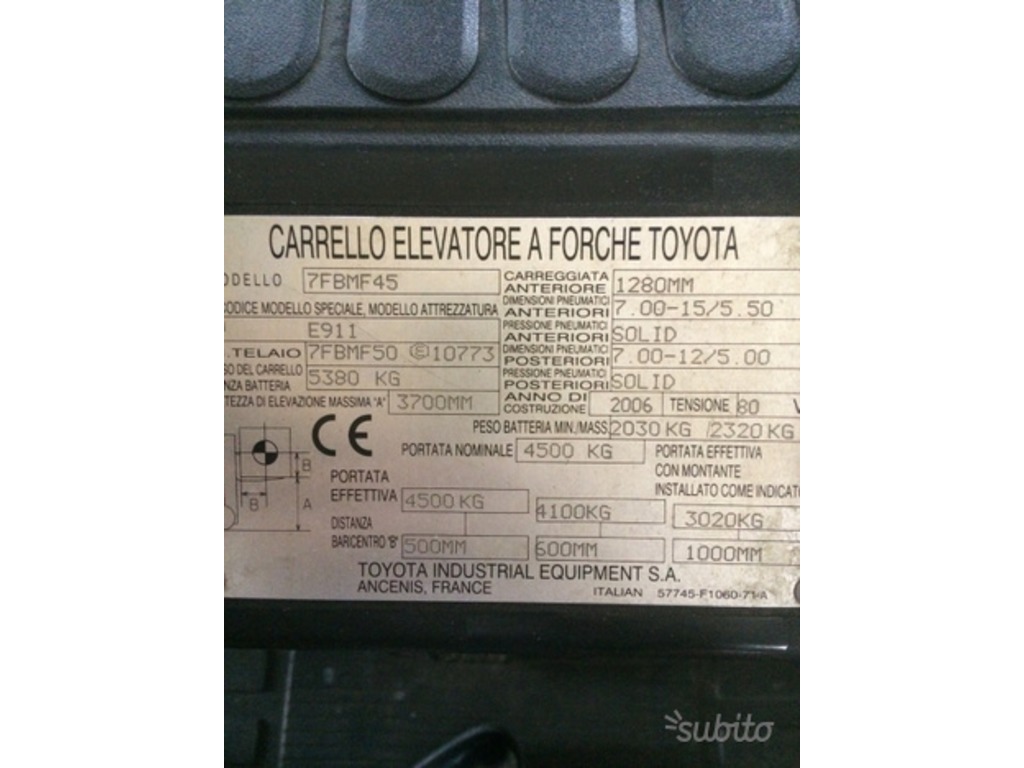 CARRELLO ELEVATORE A FORCHE TOYOTA
ODELLO 7FBMF45 CARREGGIATA ANTERIORE 1280MM
CODICE MODELLO SPECIALE, MODELLO ATTREZZATURA DIMENSIONI PNEUMATICI ANTERIORI 7.00-15/5.50
E911 PRESSIONE PNEUMATICI ANTERIORI SOLID
.TELAIO 7FBMF50 Ⓔ10773 DIMENSIONI PNEUMATICI POSTERIORI 7.00-12/5.00
SO DEL CARRELLO
NZA BATTERIA 5380 KG PRESSIONE PNEUMATICI POSTERIORI SOLID
TEZZA DI ELEVAZIONE MASSIMA "A" 3700MM ANNO DI COSTRUZIONE 2006 TENSIONE 80 V
PESO BATTERIA MIN./MASS. 2030 KG /2320 KG
CE
PORTATA NOMINALE 4500 KG
PORTATA EFFETTIVA
CON MONTANTE
INSTALLATO COME INDICATO
B
B
A
PORTATA
EFFETTIVA 4500 KG 4100KG 3020KG
DISTANZA
BARCENTRO "B" 500MM 600MM 1000MM
TOYOTA INDUSTRIAL EQUIPMENT S.A.
ANCENIS, FRANCE ITALIAN 57745-F1060-71-A
subito